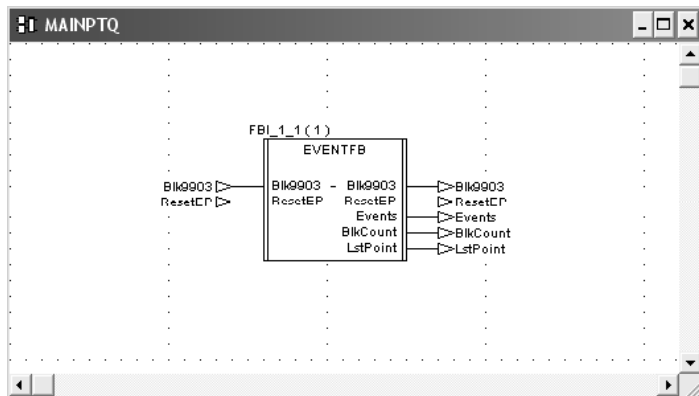 MAINPTQ
FBI_1_1(1)
EVENTFB
Blk9903 Blk9903 - Blk9903 Blk9903
ResetEP ResetEP ResetEP ResetEP
Events Events
BlkCount BlkCount
LstPoint LstPoint